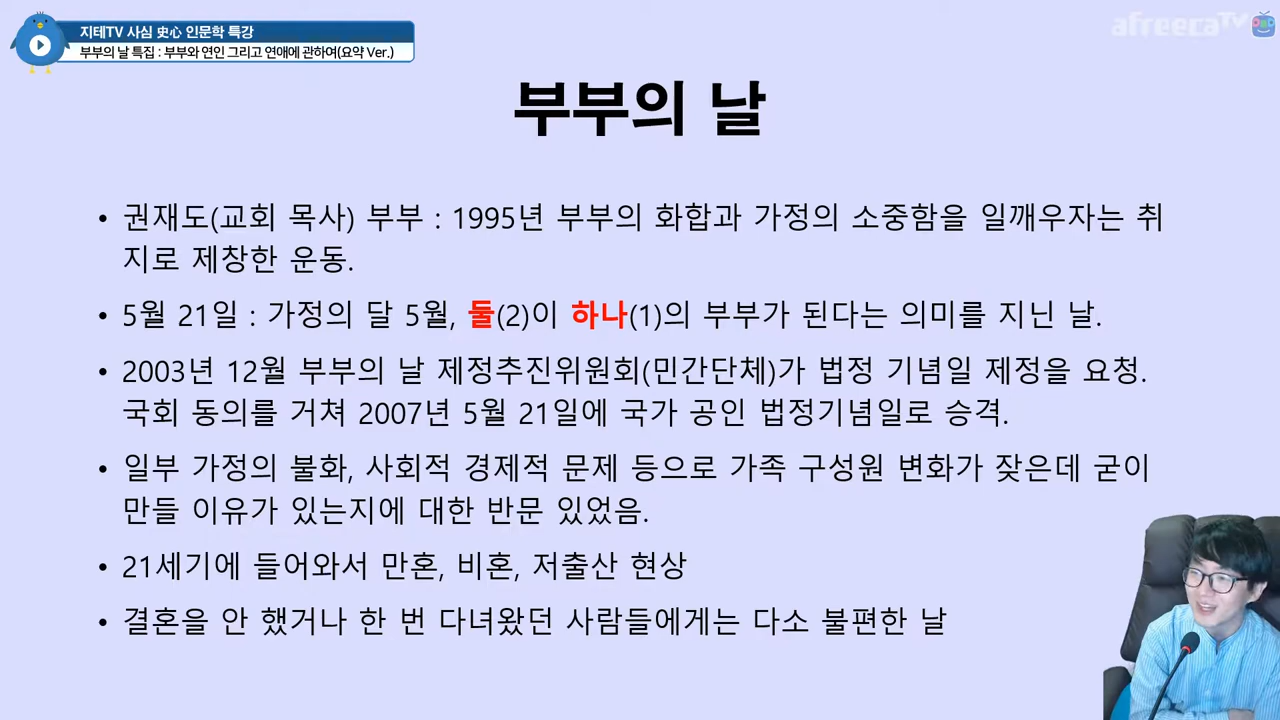 지테TV 사심 史心 인문학 특강
부부의 날 특집 : 부부와 연인 그리고 연애에 관하여(요약 Ver.)
afreecaTV
부부의 날
• 권재도(교회 목사) 부부 : 1995년 부부의 화합과 가정의 소중함을 일깨우자는 취
지로 제창한 운동.
• 5월 21일 : 가정의 달 5월, 둘(2)이 하나(1)의 부부가 된다는 의미를 지닌 날.
• 2003년 12월 부부의 날 제정추진위원회(민간단체)가 법정 기념일 제정을 요청.
국회 동의를 거쳐 2007년 5월 21일에 국가 공인 법정기념일로 승격.
• 일부 가정의 불화, 사회적 경제적 문제 등으로 가족 구성원 변화가 잦은데 굳이
만들 이유가 있는지에 대한 반문 있었음.
• 21세기에 들어와서 만혼, 비혼, 저출산 현상
• 결혼을 안 했거나 한 번 다녀왔던 사람들에게는 다소 불편한 날